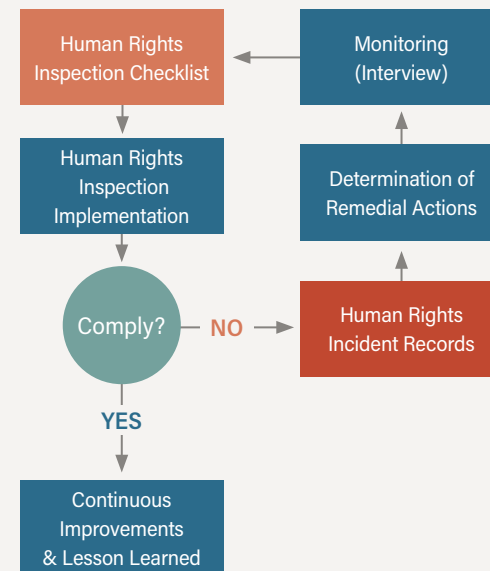 Human Rights
Inspection Checklist
Monitoring
(Interview)
Human Rights
Inspection
Implementation
Determination of
Remedial Actions
Comply?
NO
Human Rights
Incident Records
YES
Continuous
Improvements
& Lesson Learned